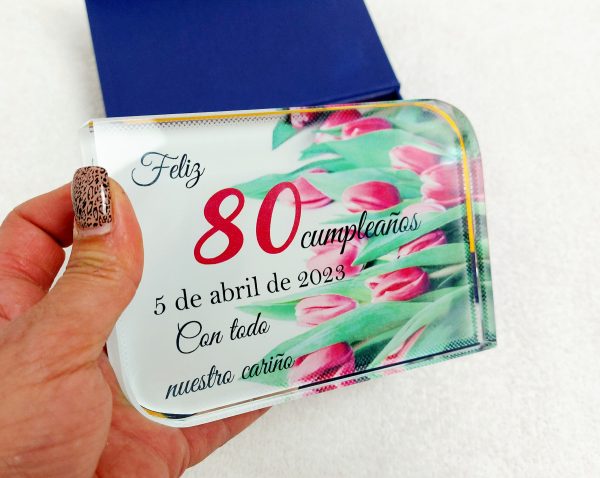 Feliz
80 cumpleaños
5 de abril de 2023
Con todo
nuestro cariño